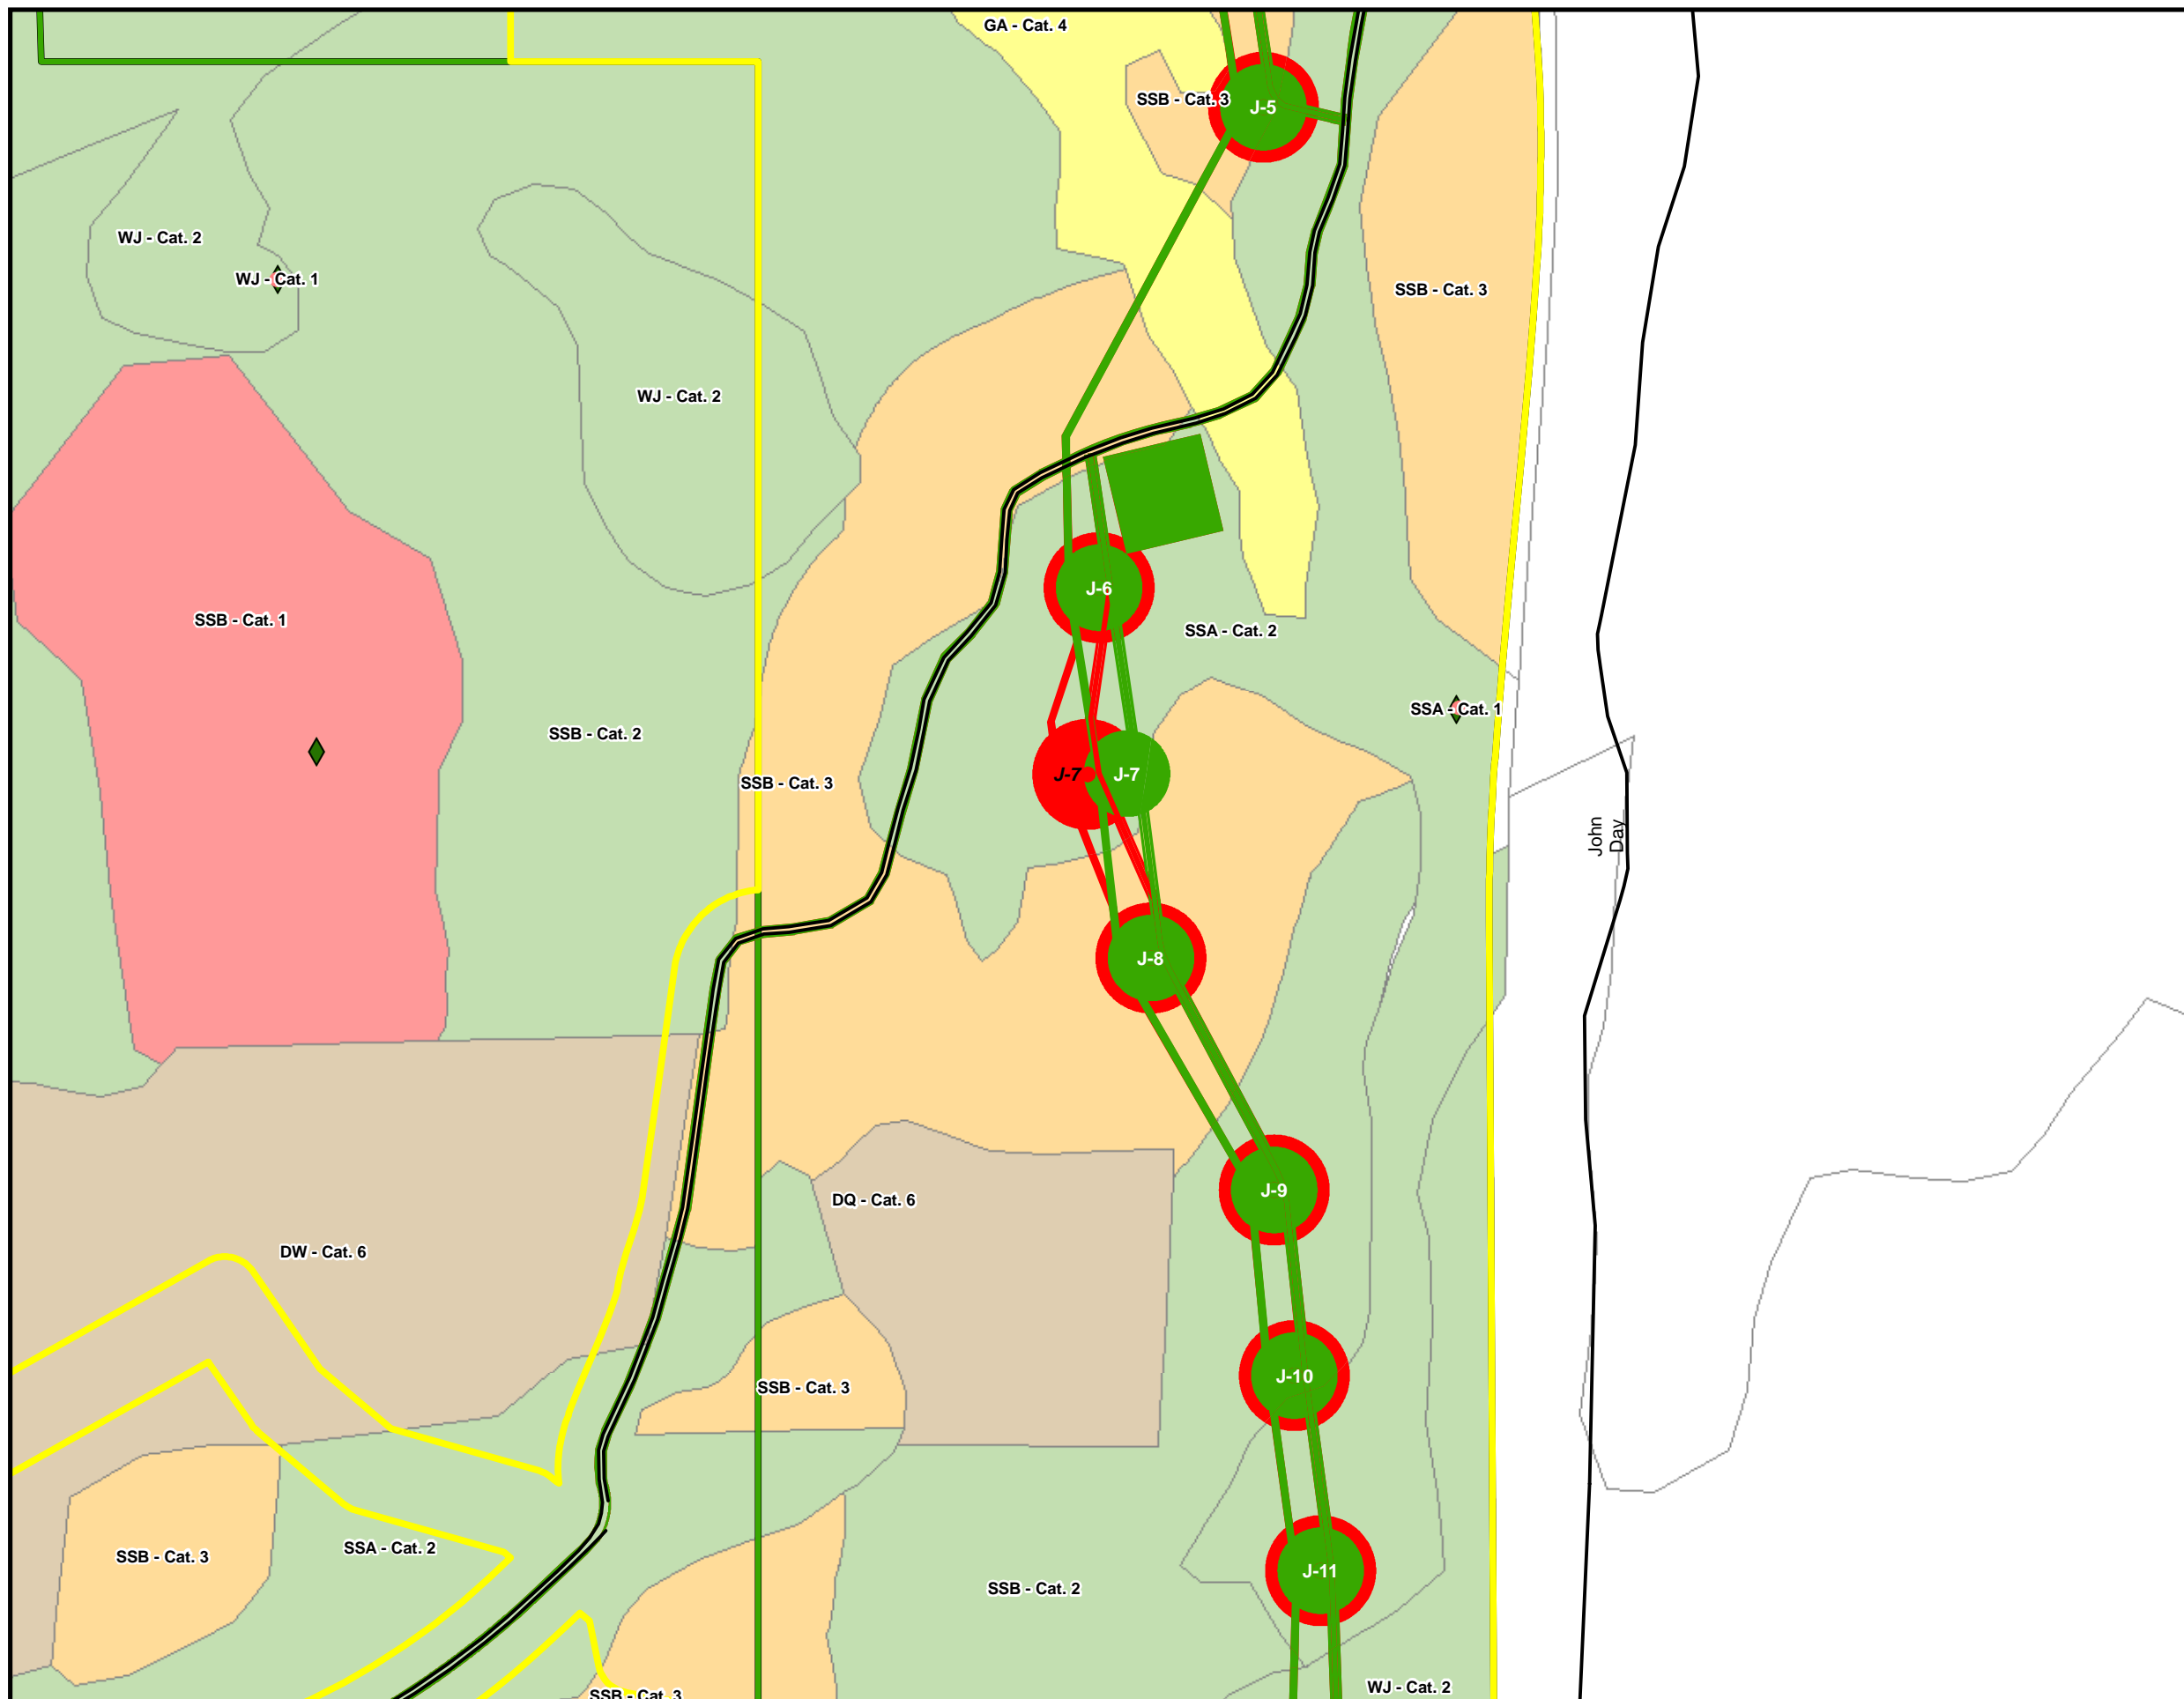 GA - Cat. 4
SSB - Cat. 3
J-5
WJ - Cat. 2
WJ - Cat. 1
SSB - Cat. 3
WJ - Cat. 2
J-6
SSB - Cat. 1
SSA - Cat. 2
SSA - Cat. 1
SSB - Cat. 2
SSB - Cat. 3
J-7
J-7
John
Day
J-8
J-9
DQ - Cat. 6
DW - Cat. 6
J-10
SSB - Cat. 3
SSB - Cat. 3
SSA - Cat. 2
J-11
SSB - Cat. 2
WJ - Cat. 2
SSB - Cat. 3